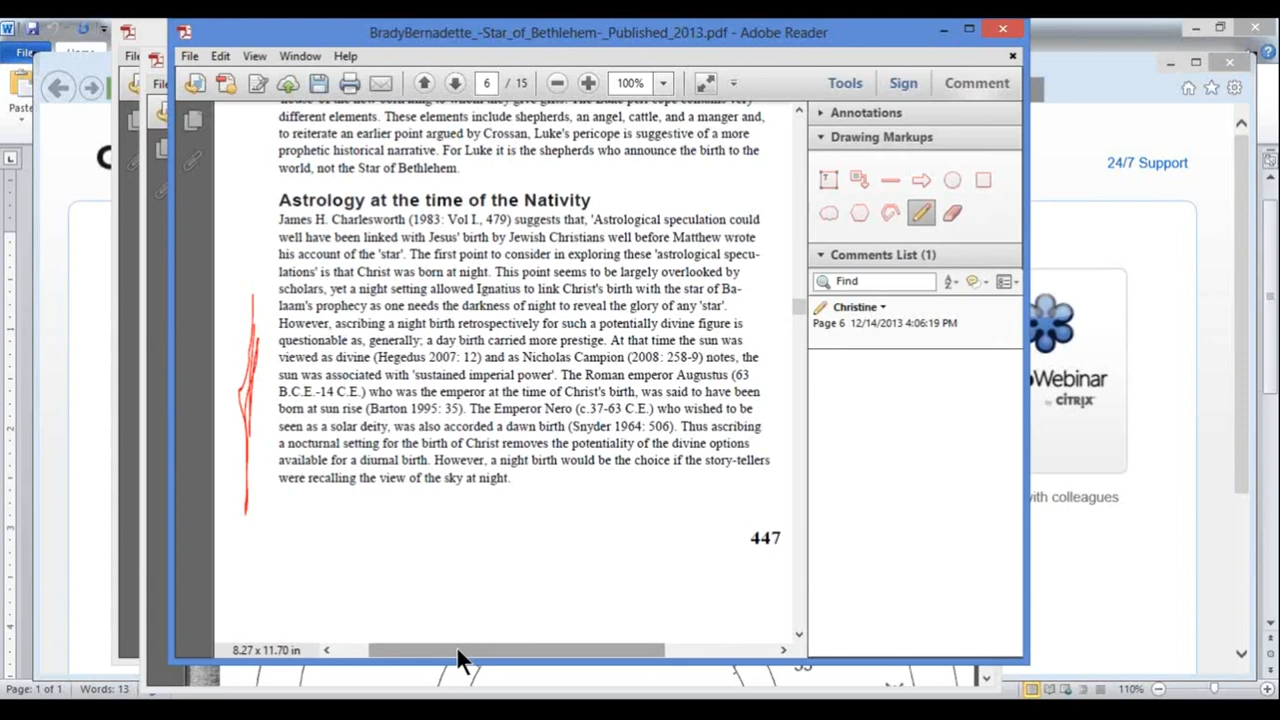 BradyBernadette_-Star_of_Bethlehem-_Published_2013.pdf - Adobe Reader
File
File Edit View Window Help
File
File
Paste
6 / 15
100%
Tools Sign Comment
different elements. These elements include shepherds, an angel, cattle, and a manger and,
to reiterate an earlier point argued by Crossan, Luke's pericope is suggestive of a more
prophetic historical narrative. For Luke it is the shepherds who announce the birth to the
world, not the Star of Bethlehem.
Astrology at the time of the Nativity
James H. Charlesworth (1983: Vol I., 479) suggests that, 'Astrological speculation could
well have been linked with Jesus' birth by Jewish Christians well before Matthew wrote
his account of the 'star'. The first point to consider in exploring these 'astrological specu-
lations' is that Christ was born at night. This point seems to be largely overlooked by
scholars, yet a night setting allowed Ignatius to link Christ's birth with the star of Ba-
laam's prophecy as one needs the darkness of night to reveal the glory of any 'star'.
However, ascribing a night birth retrospectively for such a potentially divine figure is
questionable as, generally; a day birth carried more prestige. At that time the sun was
viewed as divine (Hegedus 2007: 12) and as Nicholas Campion (2008: 258-9) notes, the
sun was associated with 'sustained imperial power'. The Roman emperor Augustus (63
B.C.E.-14 C.E.) who was the emperor at the time of Christ's birth, was said to have been
born at sun rise (Barton 1995: 35). The Emperor Nero (c.37-63 C.E.) who wished to be
seen as a solar deity, was also accorded a dawn birth (Snyder 1964: 506). Thus ascribing
a nocturnal setting for the birth of Christ removes the potentiality of the divine options
available for a diurnal birth. However, a night birth would be the choice if the story-tellers
were recalling the view of the sky at night.
447
8.27 x 11.70 in
Annotations
Drawing Markups
Comments List (1)
Find
Christine
Page 6 12/14/2013 4:06:19 PM
24/7 Support
Webinar
by CITRIX
with colleagues
Page: 1 of 1 Words: 13
110%